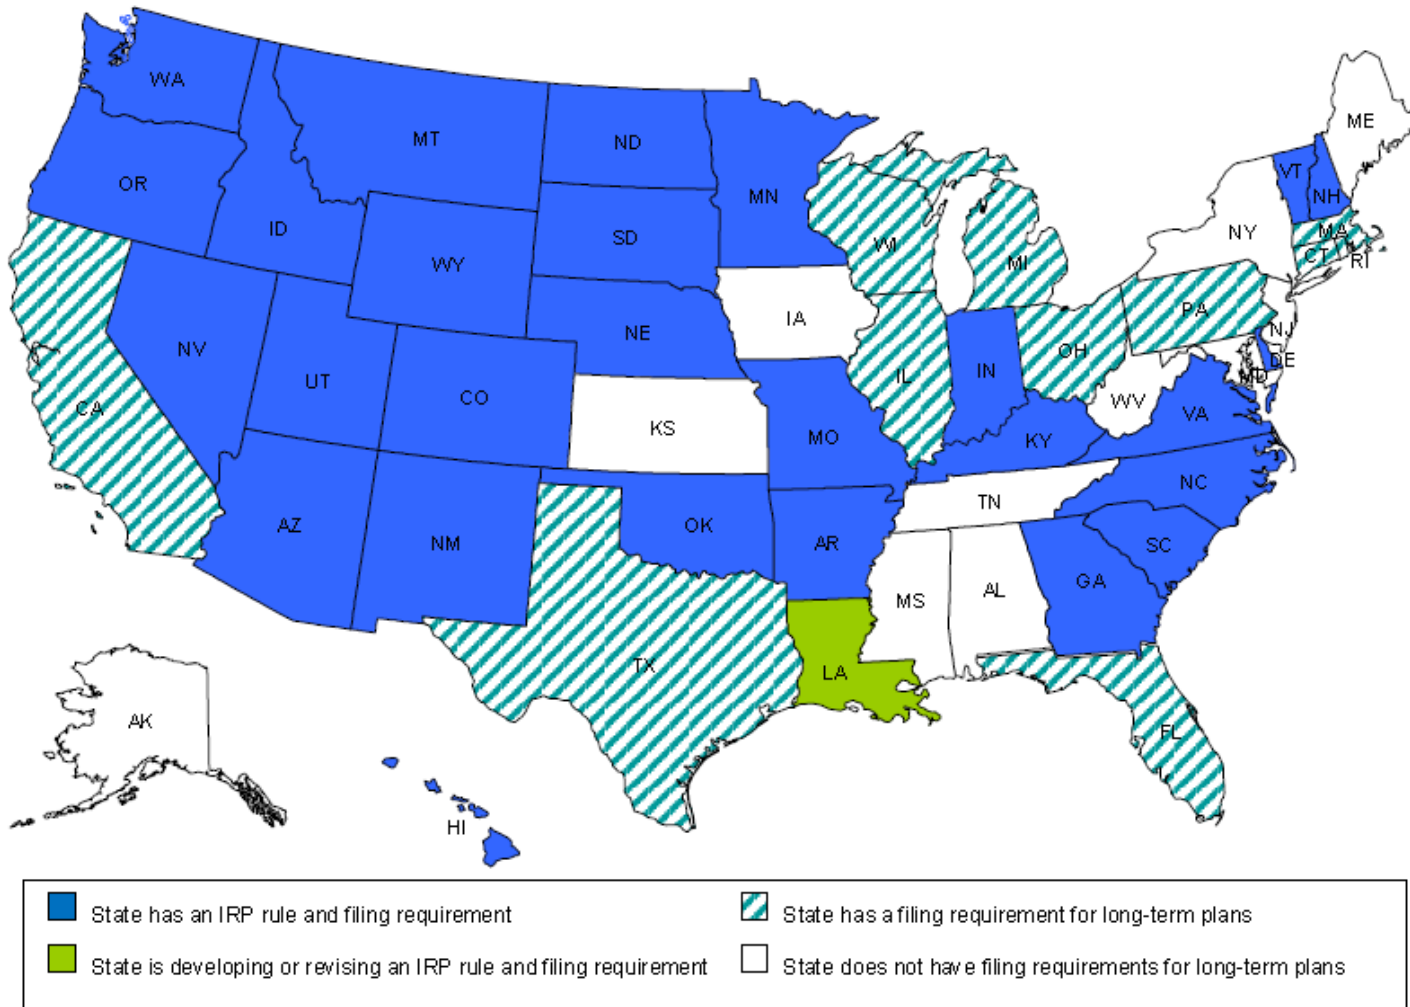 WA
MT
ND
ME
OR
MN
VT
NH
ID
SD
WI
NY
MA
WY
MI
CT
RI
IA
PA
NE
NJ
NV
UT
OH
DE
IN
IL
MD
CO
WV
CA
KS
MO
KY
VA
NC
AZ
NM
OK
AR
TN
SC
GA
MS
AL
TX
LA
AK
FL
HI
State has an IRP rule and filing requirement
State has a filing requirement for long-term plans
State is developing or revising an IRP rule and filing requirement
State does not have filing requirements for long-term plans